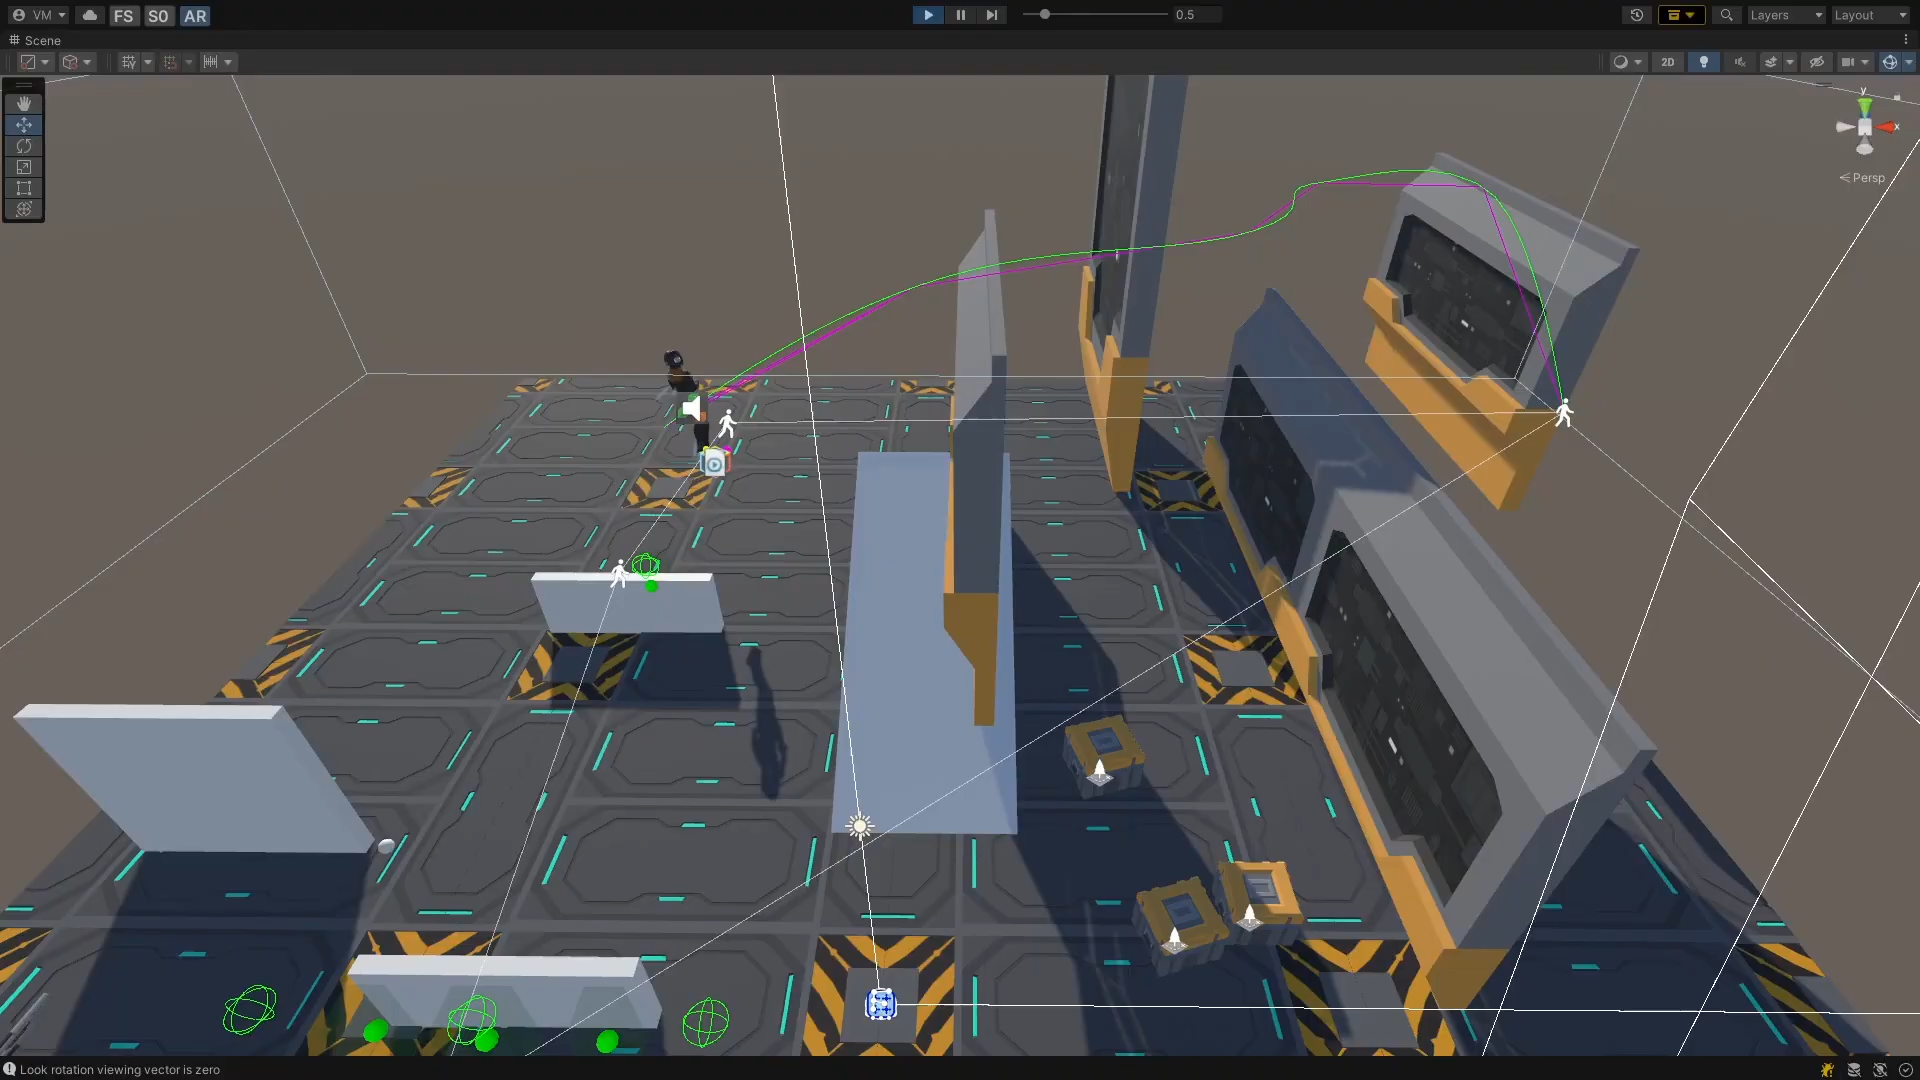 VM FS SO AR 0.5 Layers Layout
Scene
2D
y
x
Persp
Look rotation viewing vector is zero